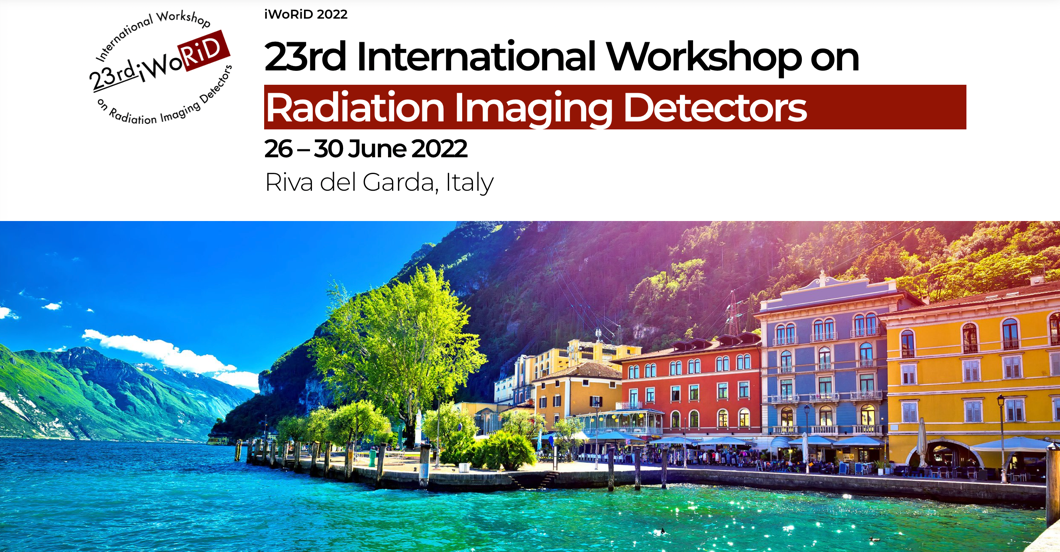 International Workshop
23rd iWoRiD
on Radiation Imaging Detectors
iWoRiD 2022
23rd International Workshop on
Radiation Imaging Detectors
26 – 30 June 2022
Riva del Garda, Italy